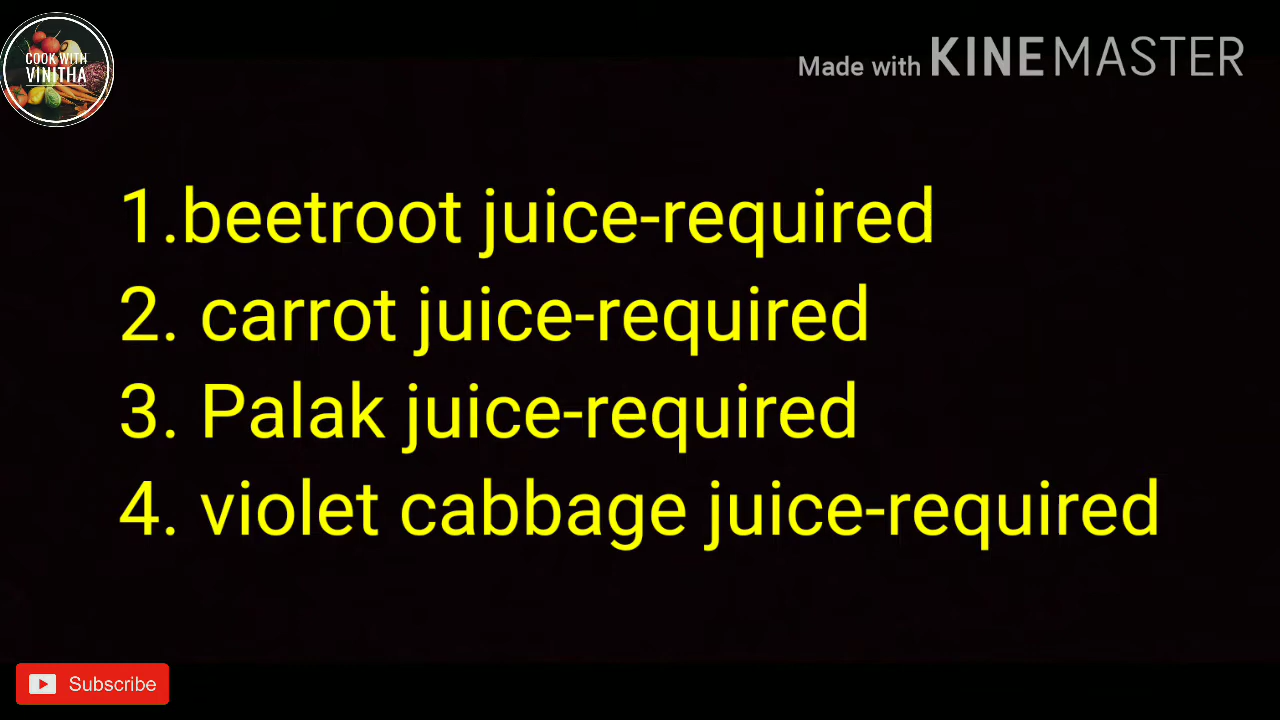 COOK WITH
VINITHA
Made with KINEMASTER
1.beetroot juice-required
2. carrot juice-required
3. Palak juice-required
4. violet cabbage juice-required
Subscribe